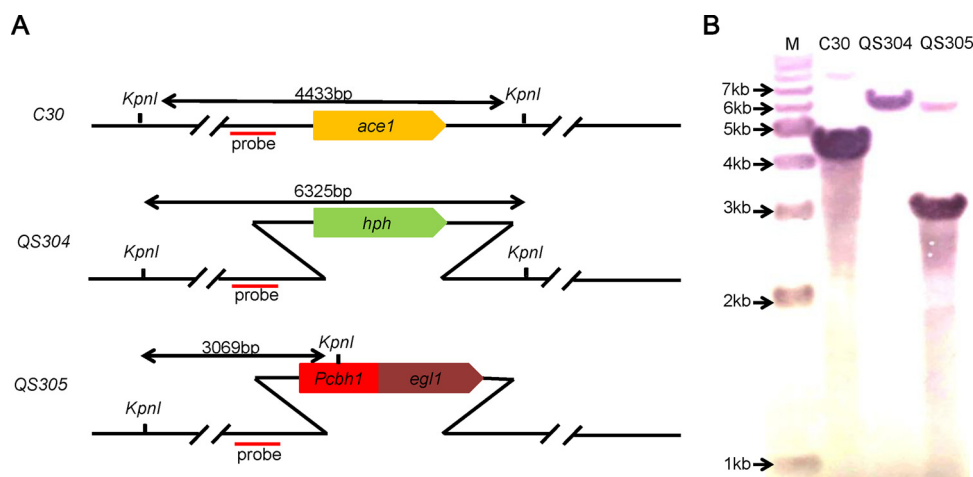 A
C30
KpnI
4433bp
KpnI
ace1
probe
QS304
6325bp
hph
KpnI
KpnI
probe
QS305
3069bp
KpnI
Pcbh1
egl1
KpnI
probe
B
M C30 QS304 QS305
7kb
6kb
5kb
4kb
3kb
2kb
1kb